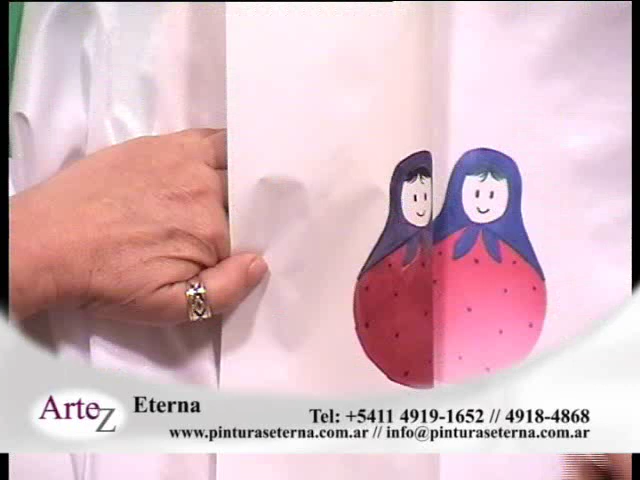 Arte Z Eterna
Tel: +5411 4919-1652 // 4918-4868
www.pinturaseterna.com.ar // info@pinturaseterna.com.ar